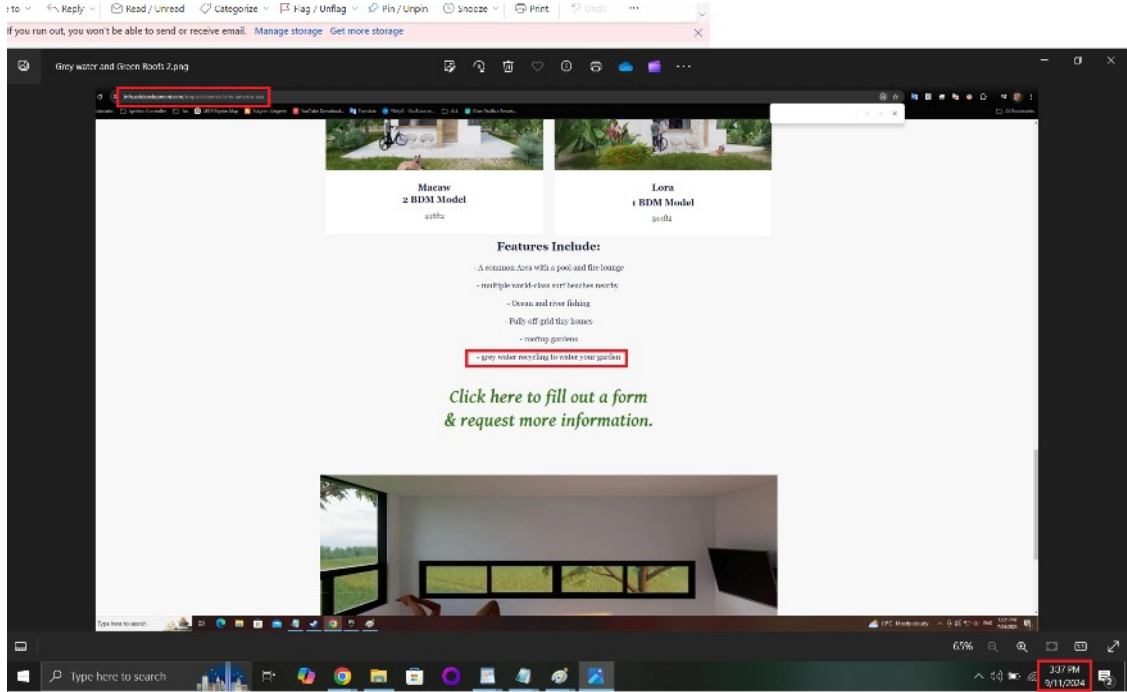 e to Reply Read / Unread Categorize Flag / Unflag Pin / Unpin Snooze Print Undo ...
If you run out, you won't be able to send or receive email. Manage storage Get more storage
Grey water and Green Roofs 2.png
Macaw
2 BDM Model
Lora
1 BDM Model
Features Include:
- A common Area with a pool and fire lounge
- multiple world-class surf beaches nearby
- Ocean and river fishing
- Fully off-grid tiny homes
- rooftop gardens
- grey water recycling to water your garden
Click here to fill out a form
& request more information.
Type here to search
19°C Mostly cloudy
65%
Type here to search
3:37 PM
9/11/2024